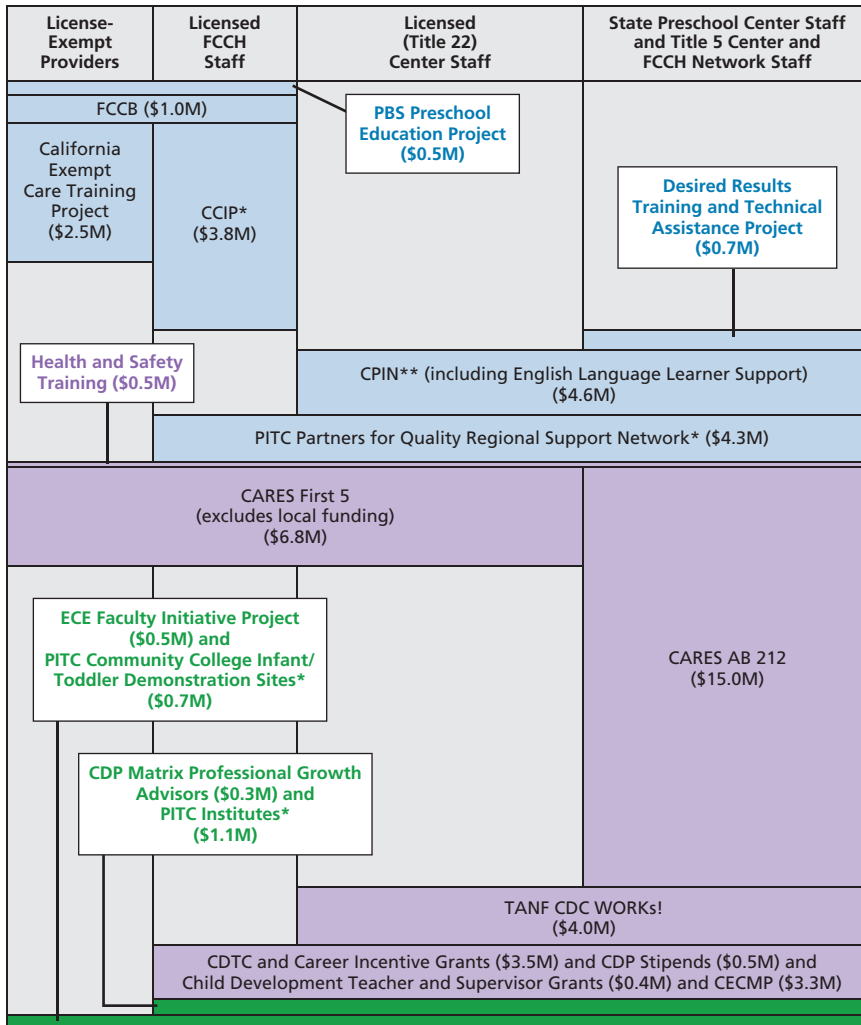 License-
Exempt
Providers
Licensed
FCCH
Staff
Licensed
(Title 22)
Center Staff
State Preschool Center Staff
and Title 5 Center and
FCCH Network Staff
FCCB ($1.0M)
PBS Preschool
Education Project
($0.5M)
California
Exempt
Care Training
Project
($2.5M)
CCIP*
($3.8M)
Desired Results
Training and Technical
Assistance Project
($0.7M)
Health and Safety
Training ($0.5M)
CPIN** (including English Language Learner Support)
($4.6M)
PITC Partners for Quality Regional Support Network* ($4.3M)
CARES First 5
(excludes local funding)
($6.8M)
ECE Faculty Initiative Project
($0.5M) and
PITC Community College Infant/
Toddler Demonstration Sites*
($0.7M)
CARES AB 212
($15.0M)
CDP Matrix Professional Growth
Advisors ($0.3M) and
PITC Institutes*
($1.1M)
TANF CDC WORKs!
($4.0M)
CDTC and Career Incentive Grants ($3.5M) and CDP Stipends ($0.5M) and
Child Development Teacher and Supervisor Grants ($0.4M) and CECMP ($3.3M)